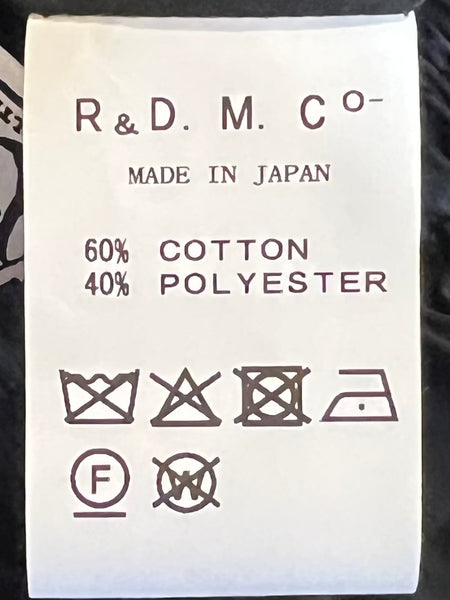 R&D. M. Co-
MADE IN JAPAN
60% COTTON
40% POLYESTER
F W